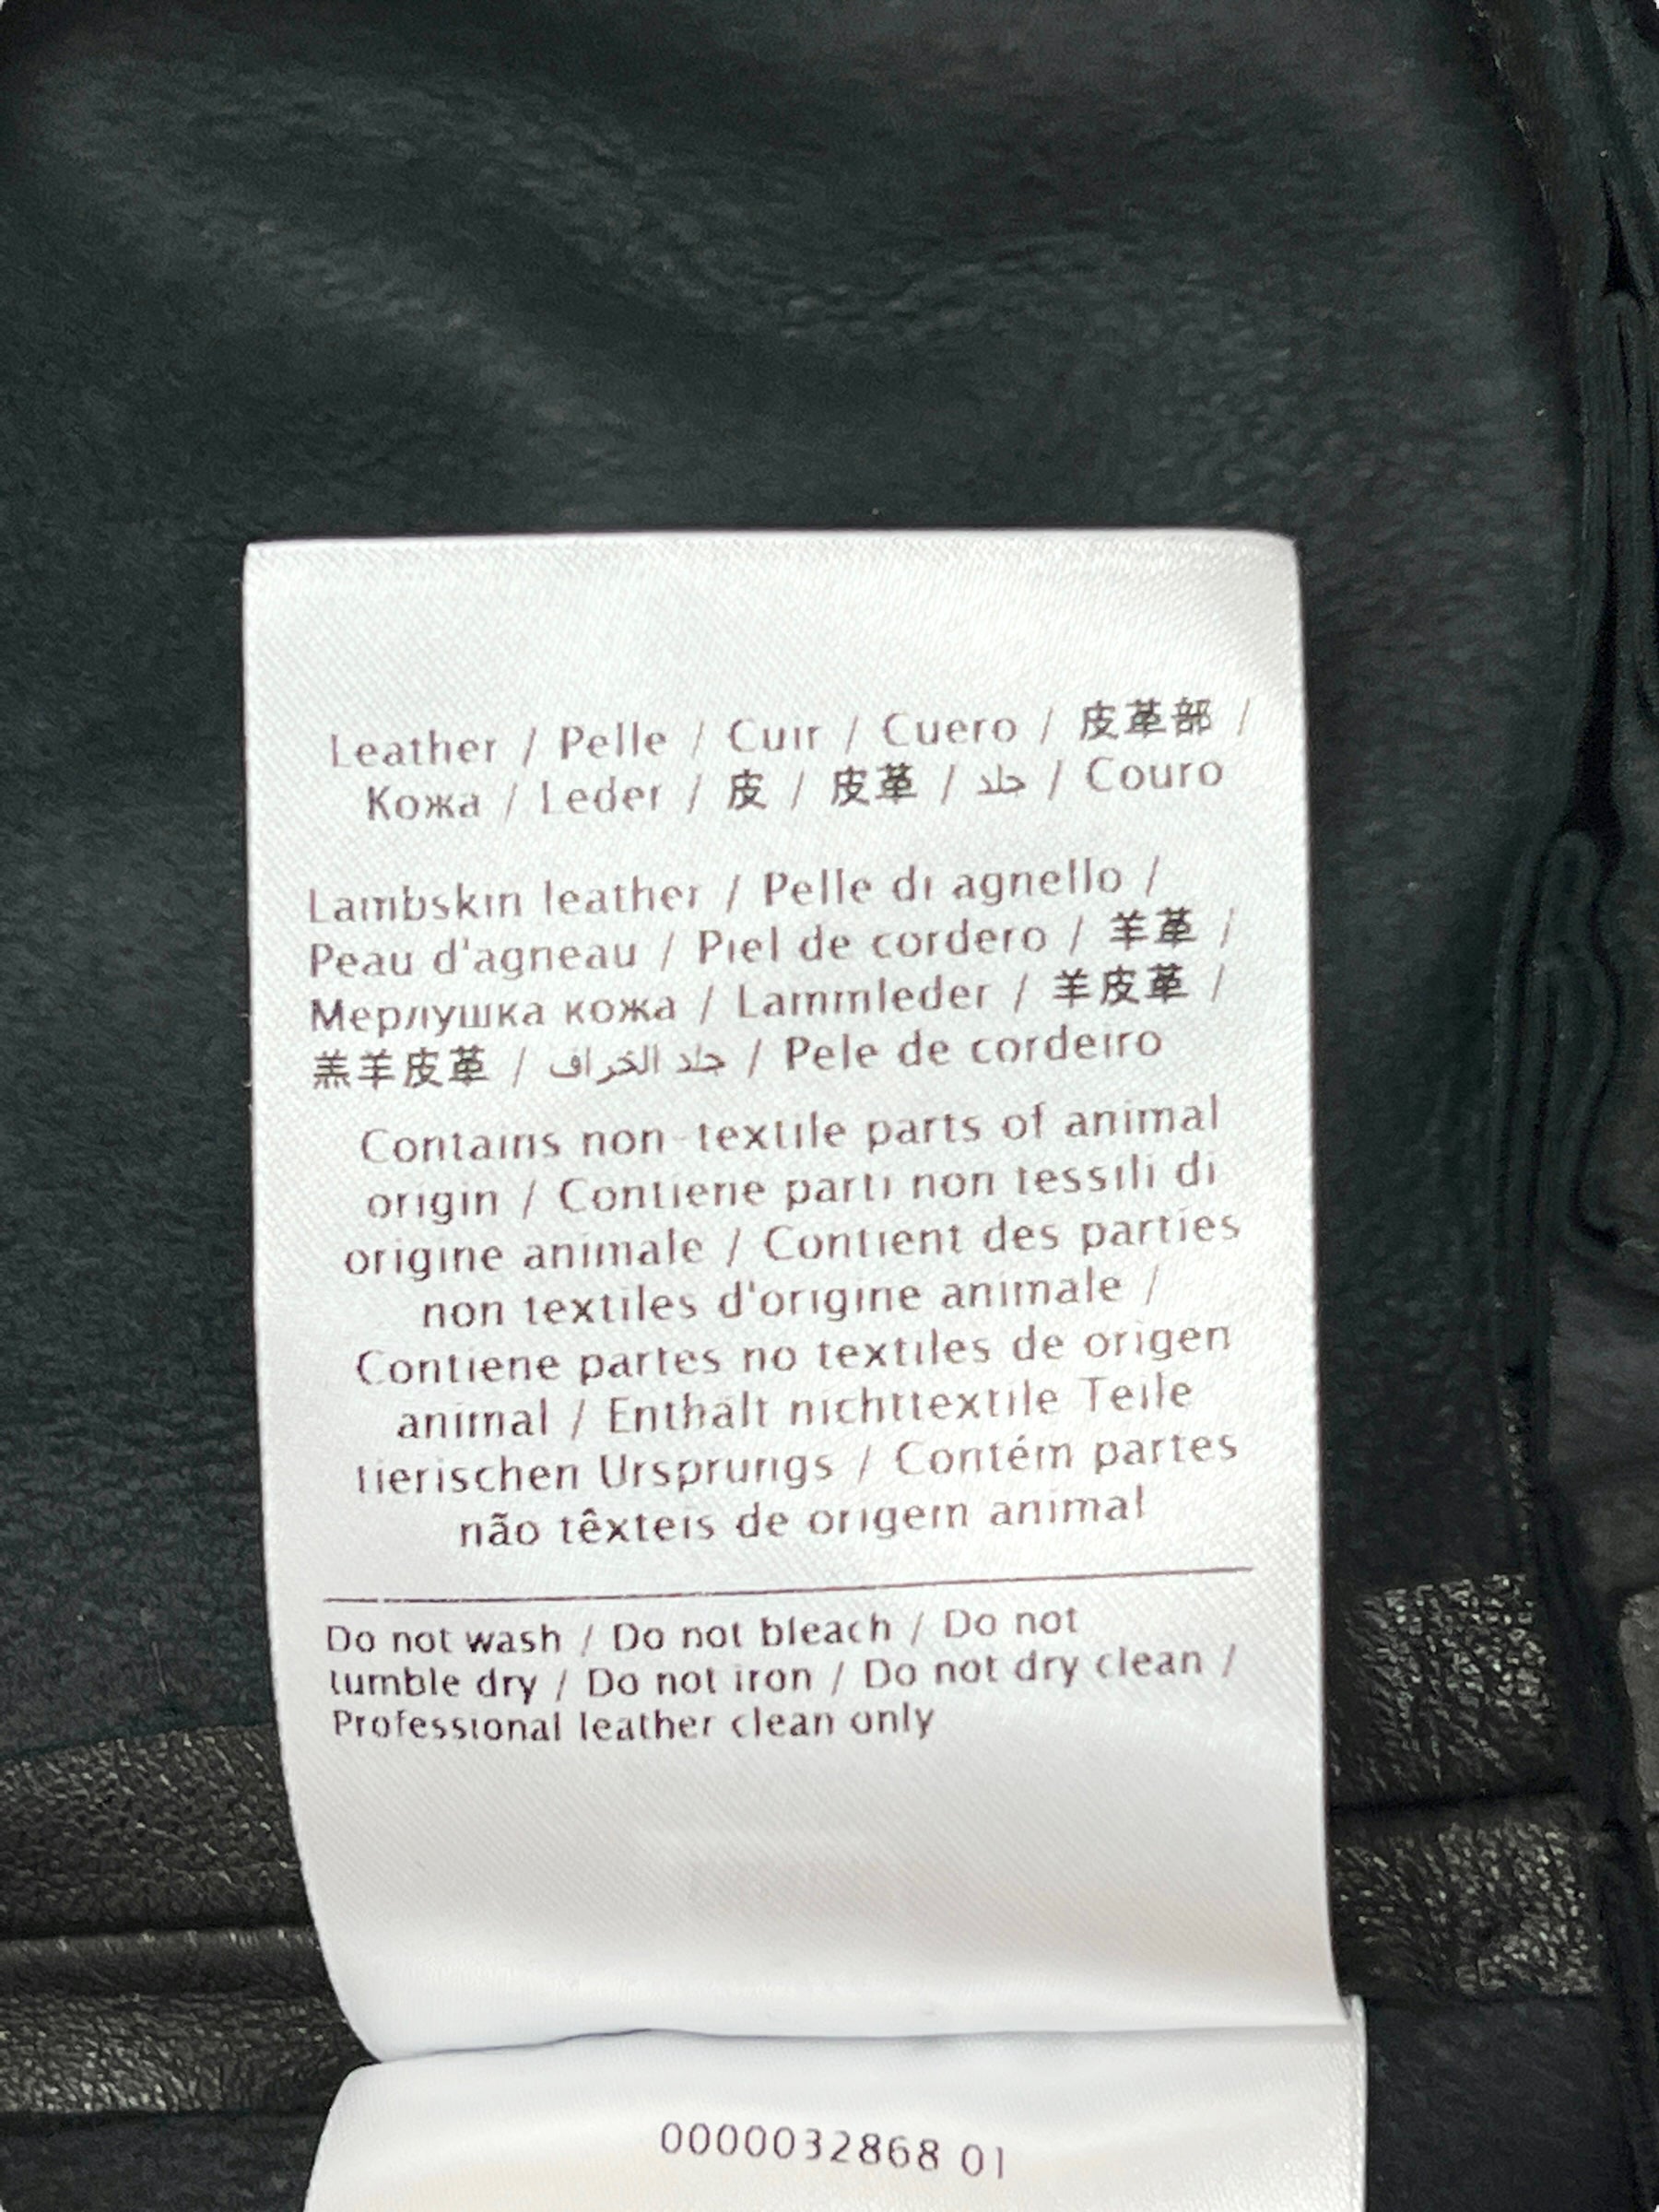 Leather / Pelle / Cuir / Cuero / 皮革部 /
Кожа / Leder / 皮 / 皮革 / جلد / Couro
Lambskin leather / Pelle di agnello /
Peau d'agneau / Piel de cordero / 羊革 /
Мерлушка кожа / Lammleder / 羊皮革 /
羔羊皮革 / جلد الخراف / Pele de cordeiro
Contains non-textile parts of animal
origin / Contiene parti non tessili di
origine animale / Contient des parties
non textiles d'origine animale /
Contiene partes no textiles de origen
animal / Enthält nichttextile Teile
tierischen Ursprungs / Contém partes
não têxteis de origem animal
Do not wash / Do not bleach / Do not
tumble dry / Do not iron / Do not dry clean /
Professional leather clean only
0000032868 01